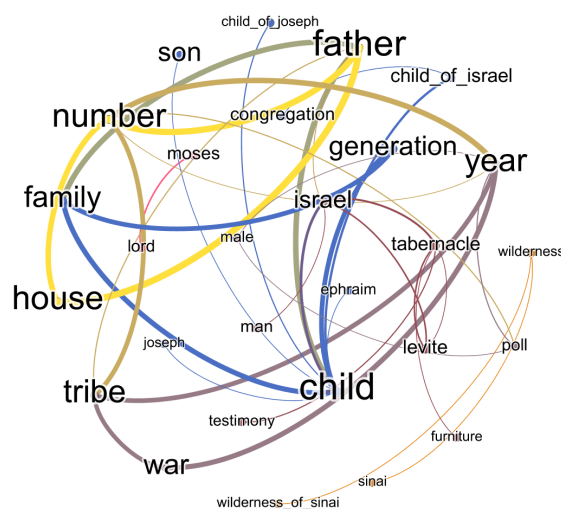 child_of_joseph
father
son
child_of_israel
number
congregation
generation
moses
year
family
israel
lord
male
tabernacle
wilderness
house
ephraim
man
joseph
levite
poll
tribe
child
testimony
furniture
war
sinai
wilderness_of_sinai